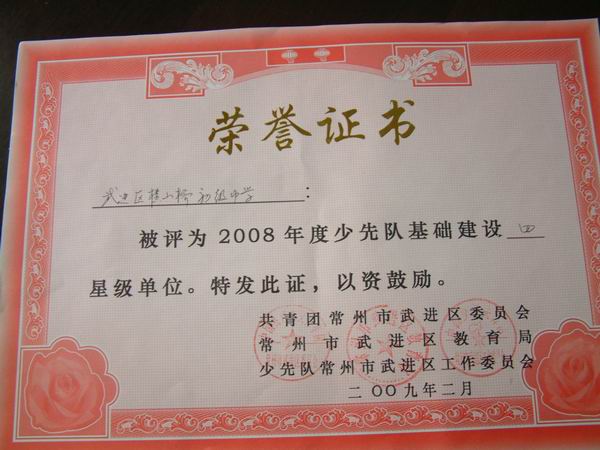 荣誉证书
武进区横山桥初级中学:
被评为2008年度少先队基础建设四
星级单位。特发此证，以资鼓励。
共青团常州市武进区委员会
常州市武进区教育局
少先队常州市武进区工作委员会
二〇〇九年二月